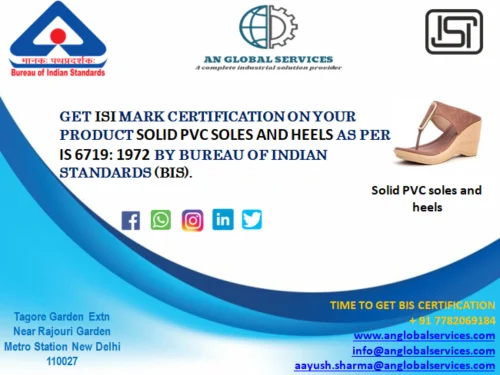 मानकः पथप्रदर्शकः
Bureau of Indian Standards
AN GLOBAL SERVICES
A complete industrial solution provider
ISI
GET ISI MARK CERTIFICATION ON YOUR
PRODUCT SOLID PVC SOLES AND HEELS AS PER
IS 6719: 1972 BY BUREAU OF INDIAN
STANDARDS (BIS).
Solid PVC soles and
heels
Tagore Garden Extn
Near Rajouri Garden
Metro Station New Delhi
110027
TIME TO GET BIS CERTIFICATION
+ 91 7782069184
www.anglobalservices.com
info@anglobalservices.com
aayush.sharma@anglobalservices.com